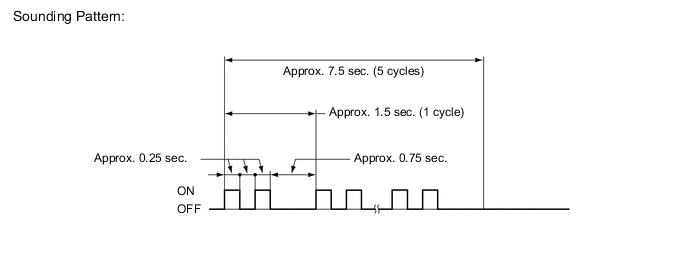 Sounding Pattern:
Approx. 7.5 sec. (5 cycles)
Approx. 1.5 sec. (1 cycle)
Approx. 0.25 sec.
Approx. 0.75 sec.
ON
OFF